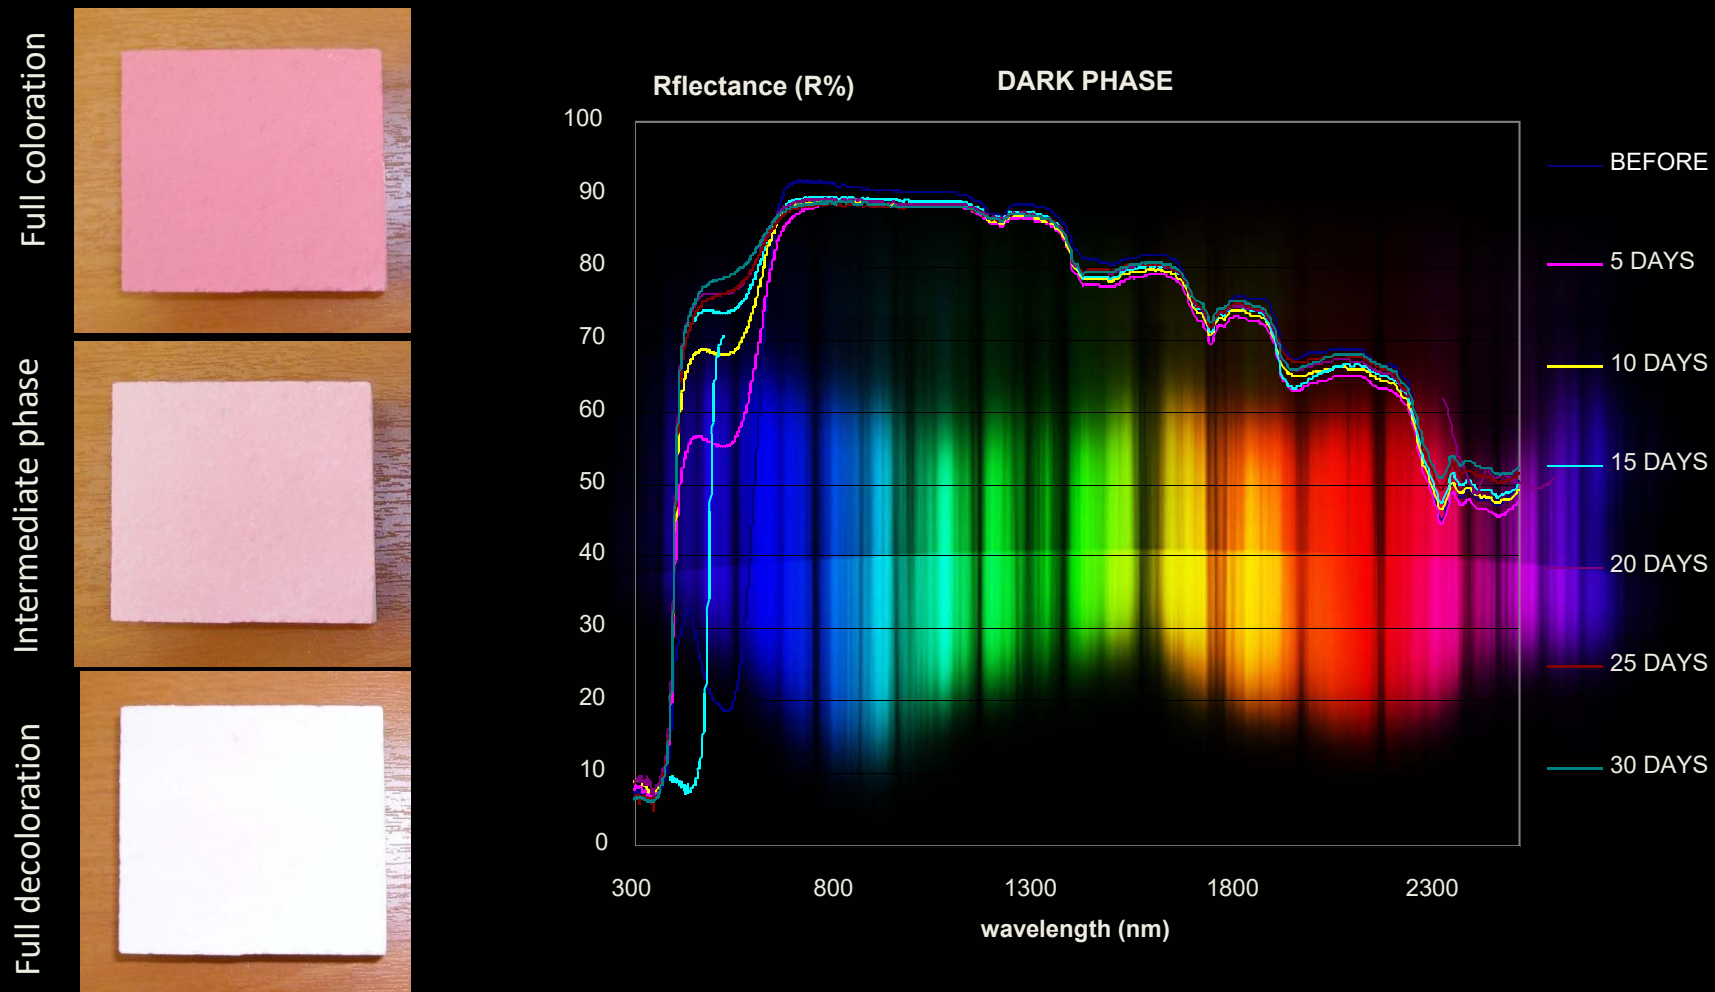 Full coloration
Intermediate phase
Full decoloration
Rflectance (R%)
DARK PHASE
100
90
80
70
60
50
40
30
20
10
0
300 800 1300 1800 2300
wavelength (nm)
BEFORE
5 DAYS
10 DAYS
15 DAYS
20 DAYS
25 DAYS
30 DAYS